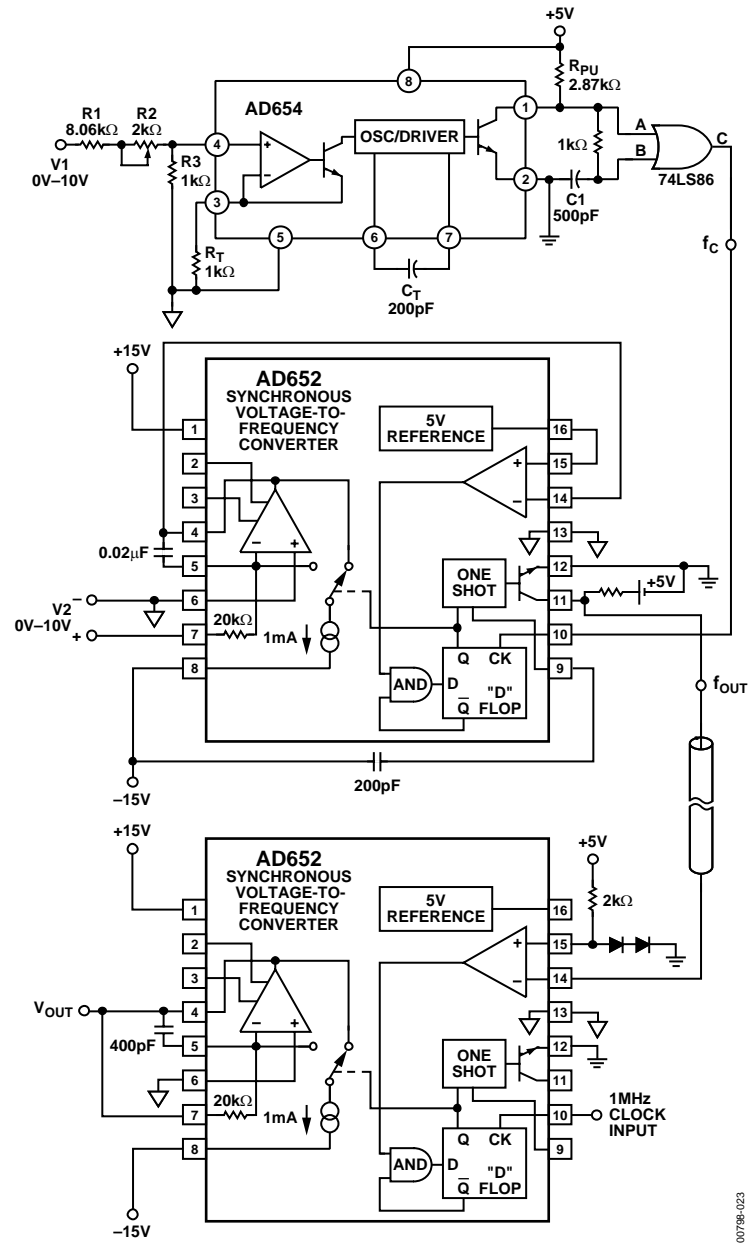 +5V
RPU
2.87kΩ
8
AD654
R1
8.06kΩ
R2
2kΩ
V1
0V–10V
R3
1kΩ
4
+
–
3
RT
1kΩ
5
OSC/DRIVER
6
7
CT
200pF
1
2
1kΩ
C1
500pF
A
B
C
74LS86
fC
+15V
AD652
SYNCHRONOUS
VOLTAGE-TO-
FREQUENCY
CONVERTER
5V
REFERENCE
1
2
3
4
5
6
7
8
0.02µF
V2
0V–10V
–
+
–
+
20kΩ
1mA
+
–
ONE
SHOT
AND
D
Q
CK
Q
"D"
FLOP
16
15
14
13
12
11
10
9
+5V
fOUT
200pF
–15V
+15V
AD652
SYNCHRONOUS
VOLTAGE-TO-
FREQUENCY
CONVERTER
5V
REFERENCE
1
2
3
4
5
6
7
8
VOUT
400pF
–
+
20kΩ
1mA
+
–
ONE
SHOT
AND
D
Q
CK
Q
"D"
FLOP
16
15
14
13
12
11
10
9
+5V
2kΩ
1MHz
CLOCK
INPUT
–15V
00798-023